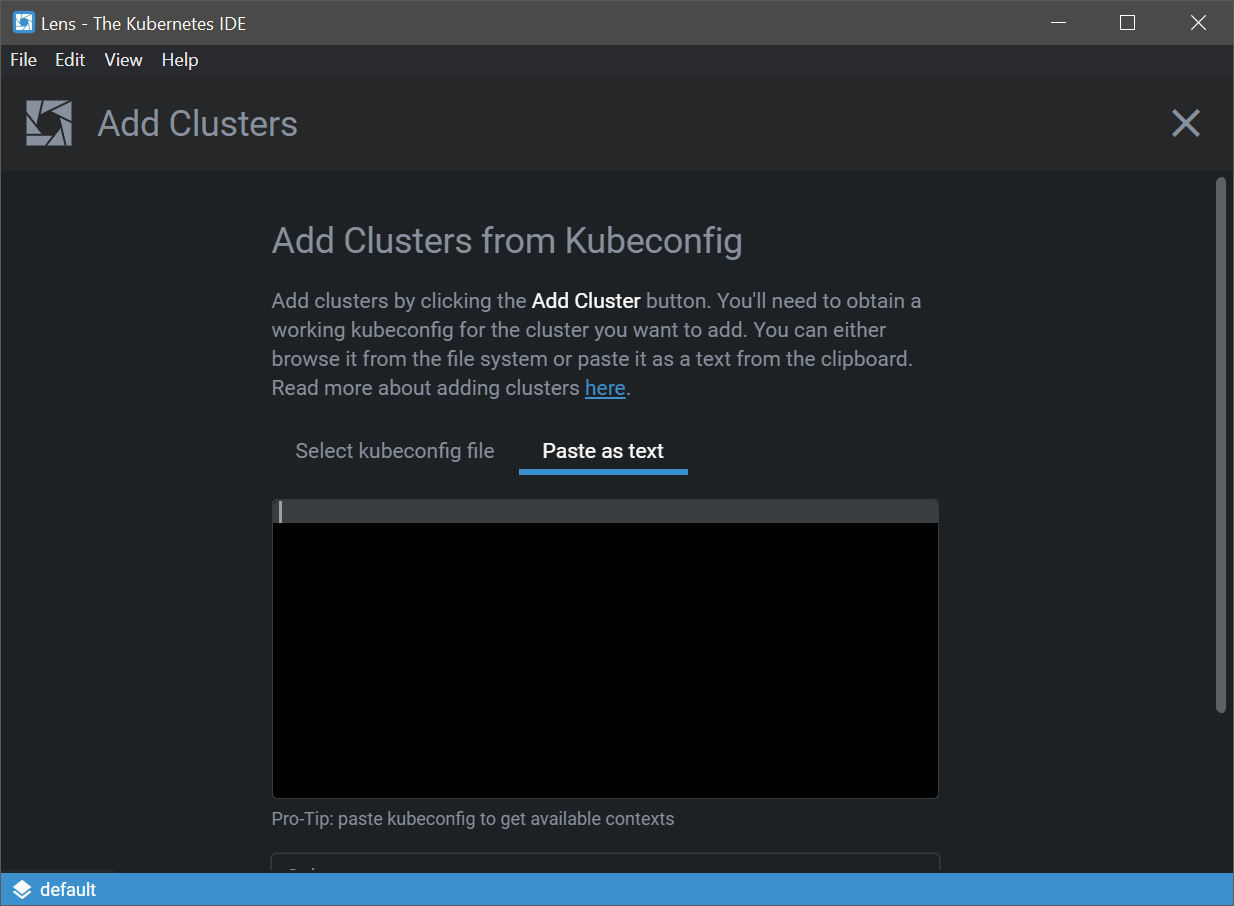 Lens - The Kubernetes IDE
File Edit View Help
Add Clusters
Add Clusters from Kubeconfig
Add clusters by clicking the Add Cluster button. You'll need to obtain a
working kubeconfig for the cluster you want to add. You can either
browse it from the file system or paste it as a text from the clipboard.
Read more about adding clusters here.
Select kubeconfig file Paste as text
Pro-Tip: paste kubeconfig to get available contexts
default